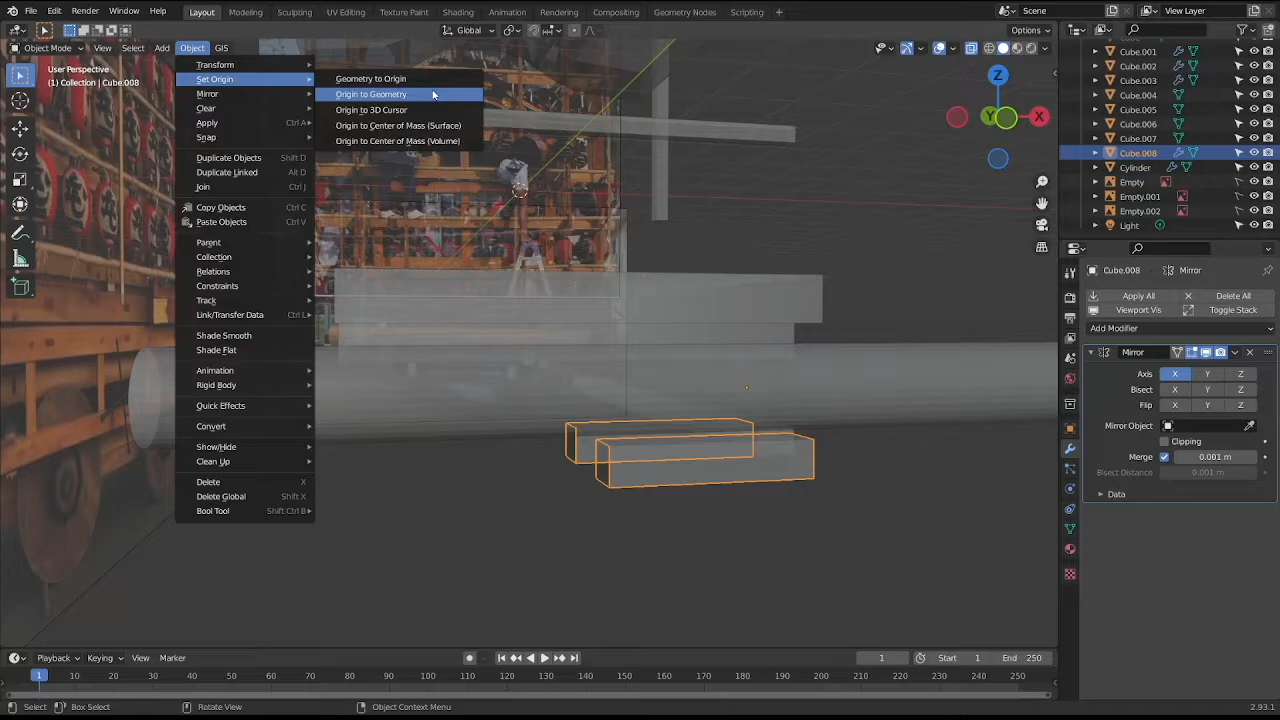 File Edit Render Window Help Layout Modeling Sculpting UV Editing Texture Paint Shading Animation Rendering Compositing Geometry Nodes Scripting + Scene View Layer
Global Options
Object Mode View Select Add Object GIS
User Perspective
(1) Collection | Cube.008
Transform
Set Origin
Mirror
Clear
Apply Ctrl A
Snap
Duplicate Objects Shift D
Duplicate Linked Alt D
Join Ctrl J
Copy Objects Ctrl C
Paste Objects Ctrl V
Parent
Collection
Relations
Constraints
Track
Link/Transfer Data Ctrl L
Shade Smooth
Shade Flat
Animation
Rigid Body
Quick Effects
Convert
Show/Hide
Clean Up
Delete X
Delete Global Shift X
Bool Tool Shift Ctrl B
Geometry to Origin
Origin to Geometry
Origin to 3D Cursor
Origin to Center of Mass (Surface)
Origin to Center of Mass (Volume)
Z
Y X
Cube.001
Cube.002
Cube.003
Cube.004
Cube.005
Cube.006
Cube.007
Cube.008
Cylinder
Empty
Empty.001
Empty.002
Light
Cube.008 Mirror
Apply All Delete All
Viewport Vis Toggle Stack
Add Modifier
Mirror
Axis X Y Z
Bisect X Y Z
Flip X Y Z
Mirror Object
Clipping
Merge 0.001 m
Bisect Distance 0.001 m
Data
Playback Keying View Marker 1 Start 1 End 250
1 10 20 30 40 50 60 70 80 90 100 110 120 130 140 150 160 170 180 190 200 210 220 230 240 250
Select Box Select Rotate View Object Context Menu 2.93.1